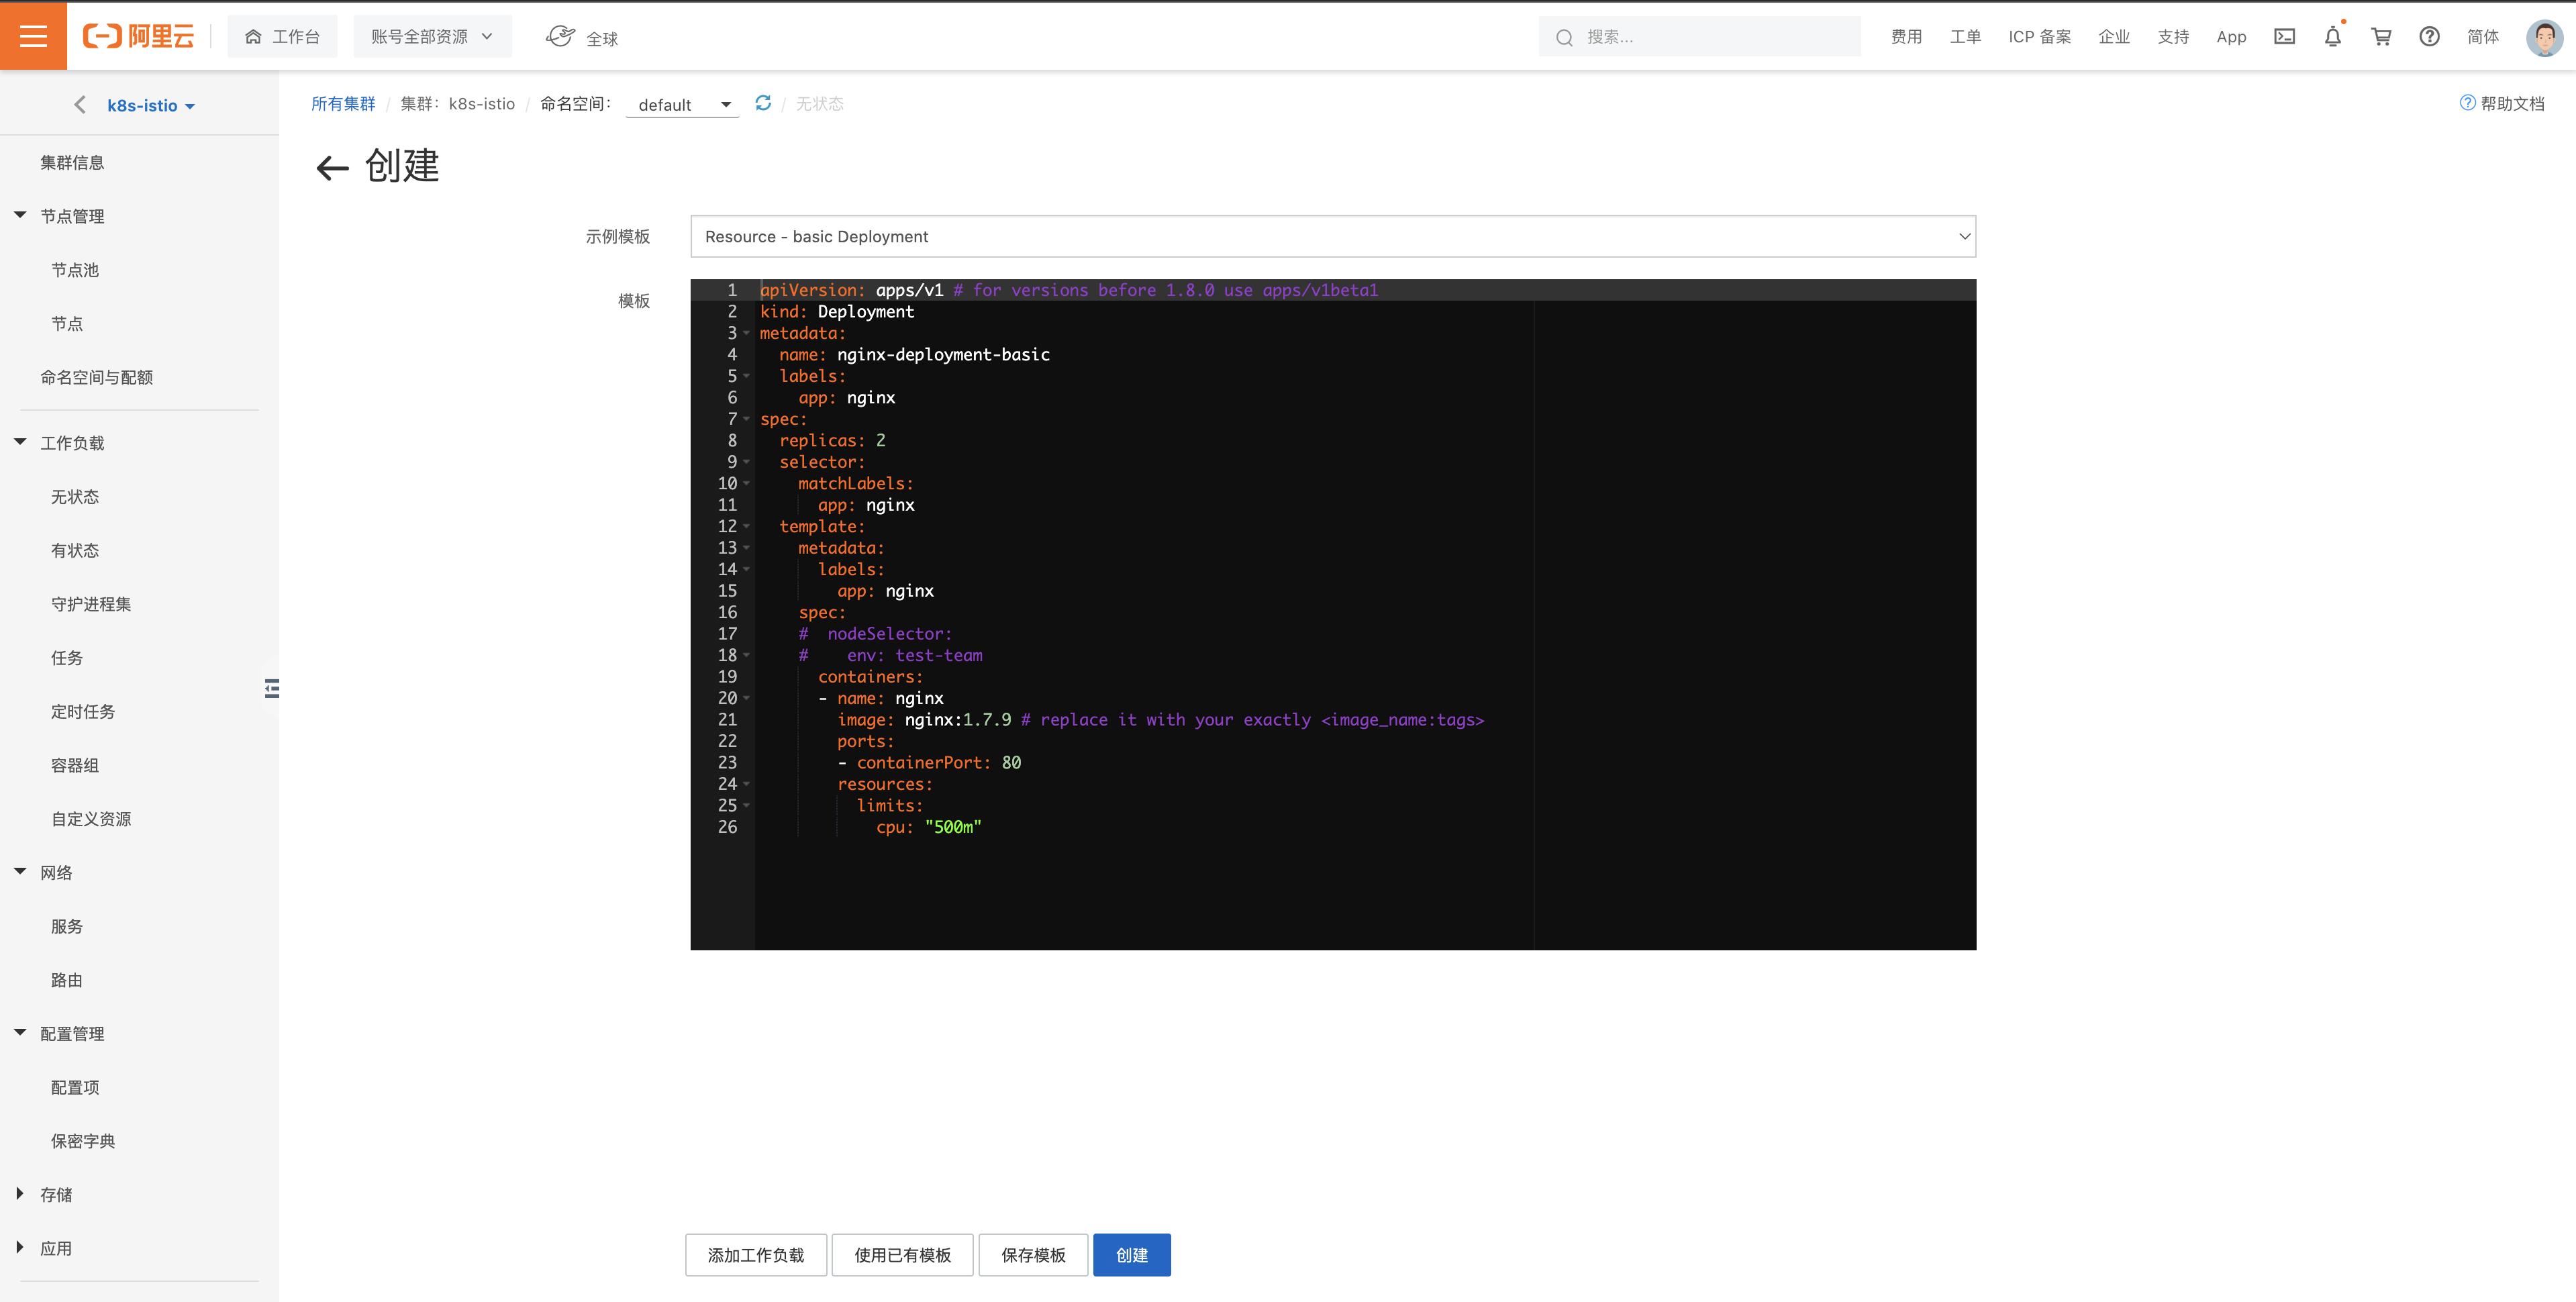 阿里云
工作台
账号全部资源
全球
搜索...
费用
工单
ICP 备案
企业
支持
App
简体
k8s-istio
所有集群 / 集群：k8s-istio / 命名空间： default / 无状态
帮助文档
集群信息
节点管理
节点池
节点
命名空间与配额
工作负载
无状态
有状态
守护进程集
任务
定时任务
容器组
自定义资源
网络
服务
路由
配置管理
配置项
保密字典
存储
应用
创建
示例模板
Resource - basic Deployment
模板
1 apiVersion: apps/v1 # for versions before 1.8.0 use apps/v1beta1
2 kind: Deployment
3 metadata:
4   name: nginx-deployment-basic
5   labels:
6     app: nginx
7 spec:
8   replicas: 2
9   selector:
10     matchLabels:
11       app: nginx
12   template:
13     metadata:
14       labels:
15         app: nginx
16     spec:
17     #  nodeSelector:
18     #    env: test-team
19       containers:
20       - name: nginx
21         image: nginx:1.7.9 # replace it with your exactly <image_name:tags>
22         ports:
23         - containerPort: 80
24         resources:
25           limits:
26             cpu: "500m"
添加工作负载
使用已有模板
保存模板
创建